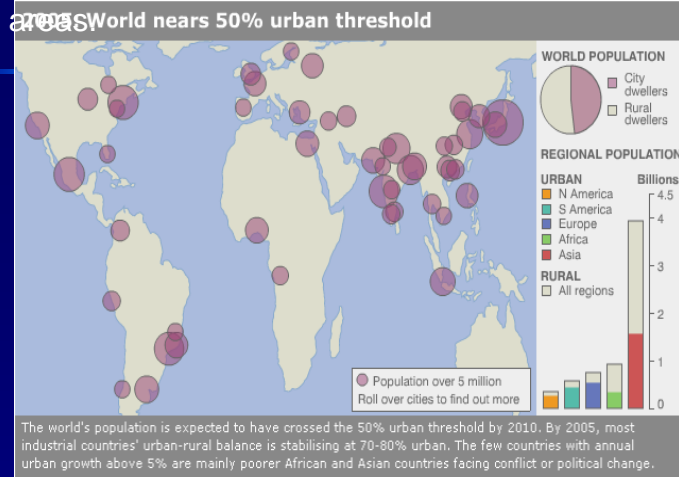 areas.
2005: World nears 50% urban threshold
WORLD POPULATION
City
dwellers
Rural
dwellers
REGIONAL POPULATION
URBAN
Billions
N America
S America
Europe
Africa
Asia
RURAL
All regions
4.5
4
3
2
1
0
Population over 5 million
Roll over cities to find out more
The world's population is expected to have crossed the 50% urban threshold by 2010. By 2005, most
industrial countries' urban-rural balance is stabilising at 70-80% urban. The few countries with annual
urban growth above 5% are mainly poorer African and Asian countries facing conflict or political change.